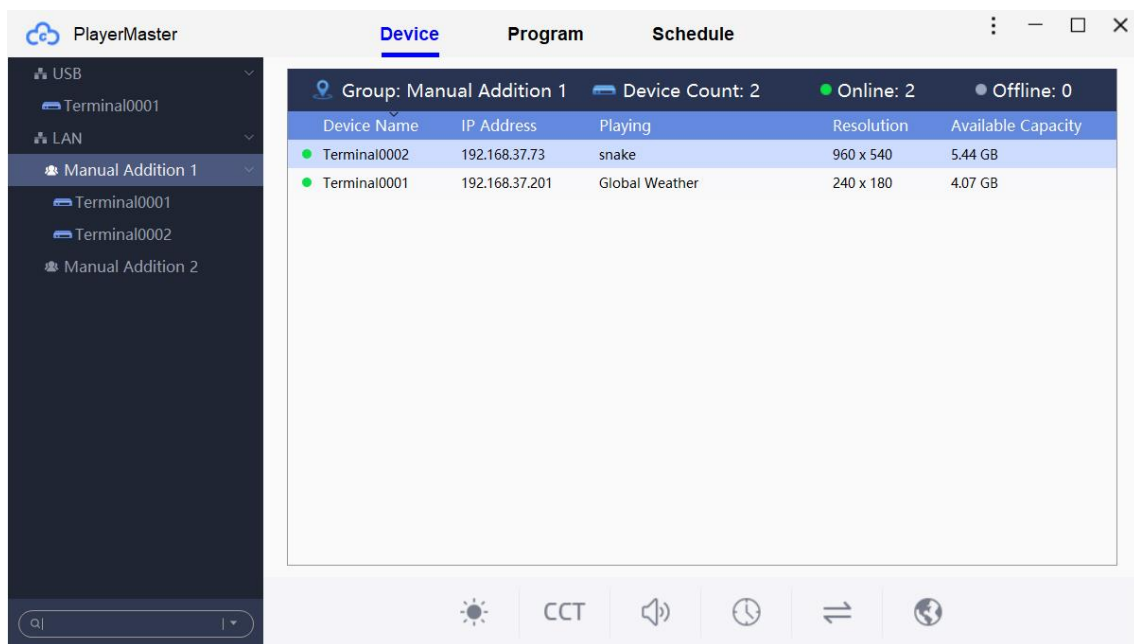 PlayerMaster
Device Program Schedule
USB
Terminal0001
LAN
Manual Addition 1
Terminal0001
Terminal0002
Manual Addition 2
Group: Manual Addition 1 Device Count: 2 Online: 2 Offline: 0
Device Name IP Address Playing Resolution Available Capacity
Terminal0002 192.168.37.73 snake 960 x 540 5.44 GB
Terminal0001 192.168.37.201 Global Weather 240 x 180 4.07 GB
CCT